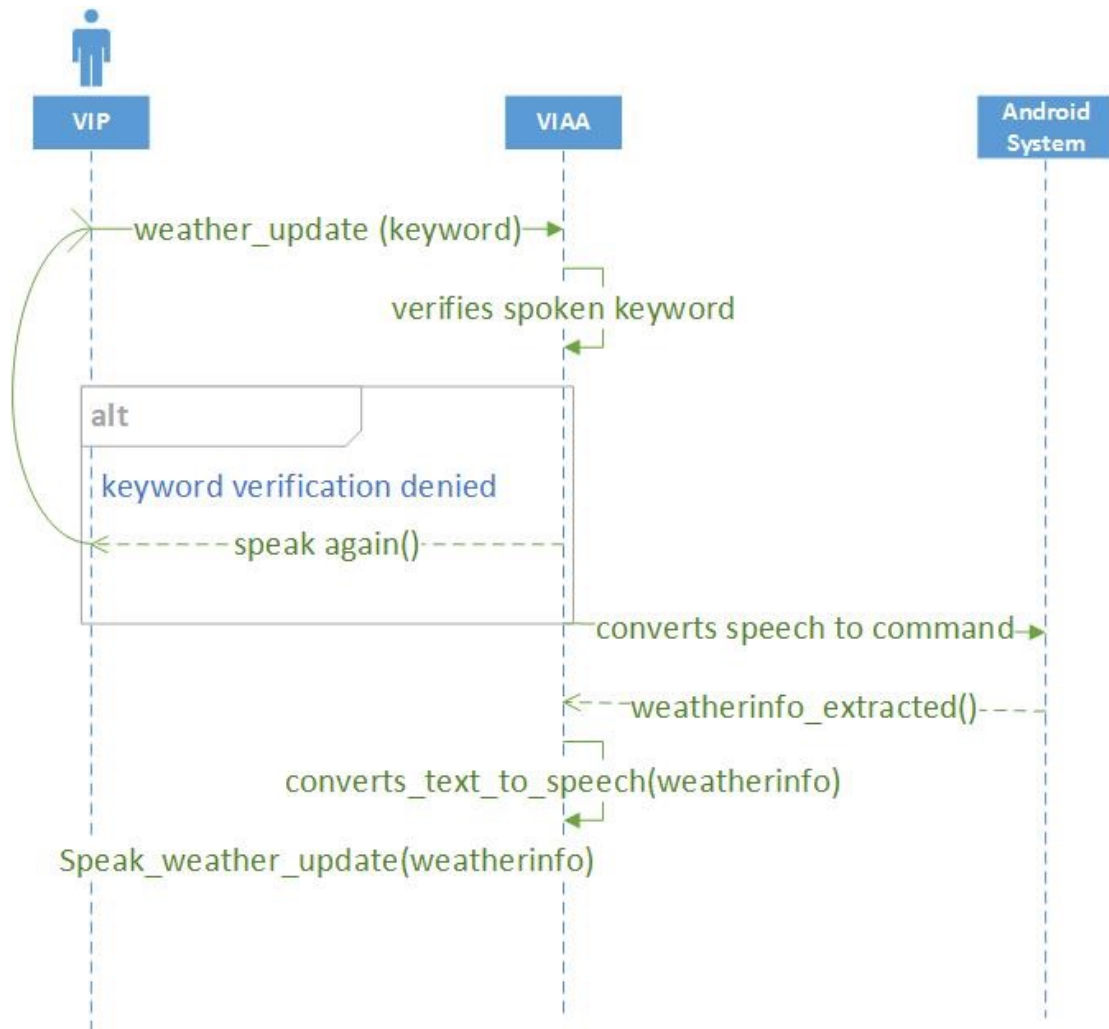 VIP
VIAA
Android
System
weather_update (keyword)
verifies spoken keyword
alt
keyword verification denied
speak again()
converts speech to command
weatherinfo_extracted()
converts_text_to_speech(weatherinfo)
Speak_weather_update(weatherinfo)